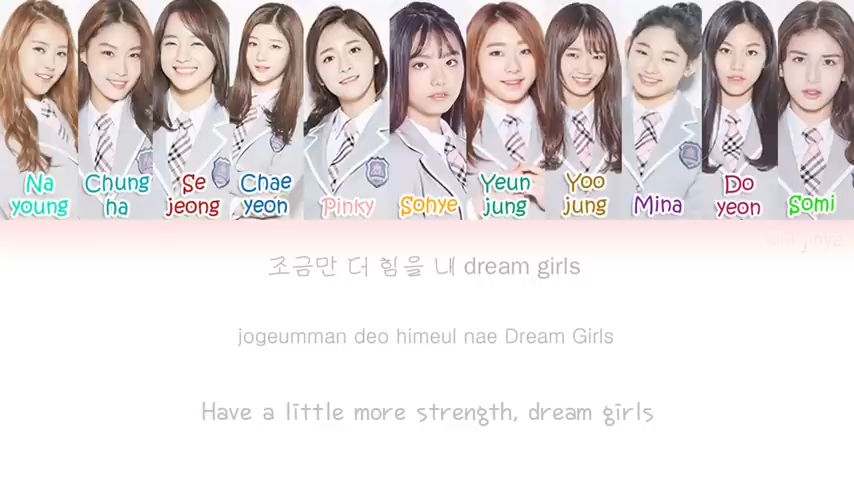 Na
young
Chung
ha
Se
jeong
Chae
yeon
Pinky
Sohye
Yeun
jung
Yoo
jung
Mina
Do
yeon
Somi
조금만 더 힘을 내 dream girls
jogeumman deo himeul nae Dream Girls
Have a little more strength, dream girls